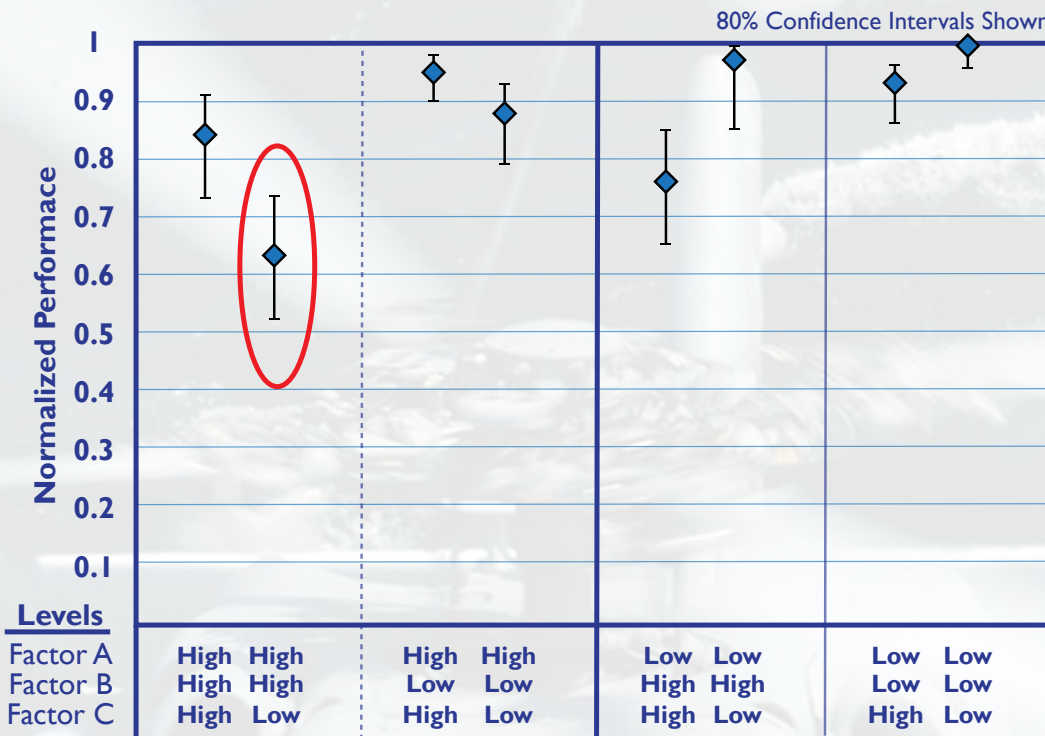 80% Confidence Intervals Shown
Normalized Performace
1
0.9
0.8
0.7
0.6
0.5
0.4
0.3
0.2
0.1
Levels
Factor A High High High High Low Low Low Low
Factor B High High Low Low High High Low Low
Factor C High Low High Low High Low High Low